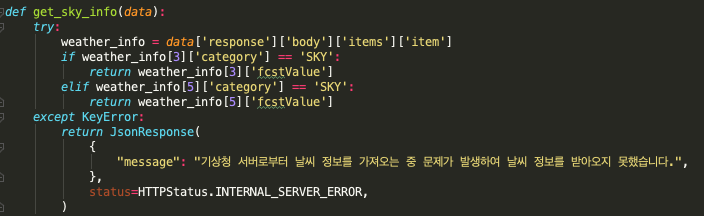 def get_sky_info(data):
    try:
        weather_info = data['response']['body']['items']['item']
        if weather_info[3]['category'] == 'SKY':
            return weather_info[3]['fcstValue']
        elif weather_info[5]['category'] == 'SKY':
            return weather_info[5]['fcstValue']
    except KeyError:
        return JsonResponse(
            {
                "message": "기상청 서버로부터 날씨 정보를 가져오는 중 문제가 발생하여 날씨 정보를 받아오지 못했습니다.",
            },
            status=HTTPStatus.INTERNAL_SERVER_ERROR,
        )